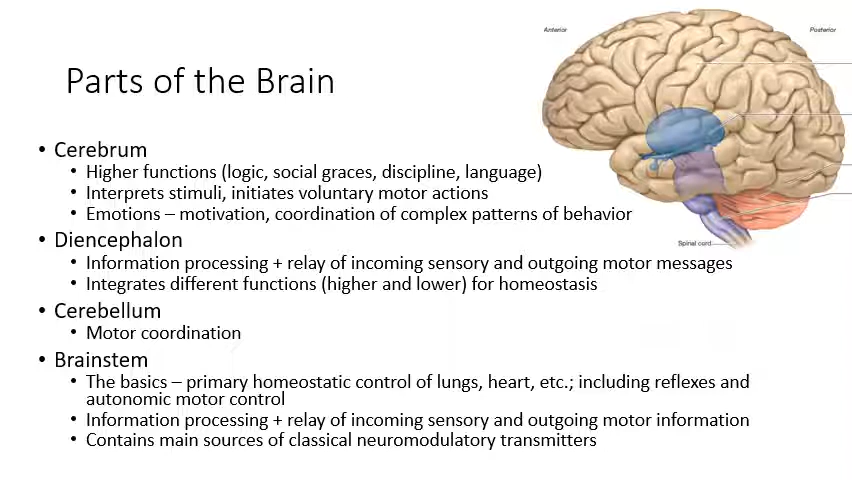 Anterior
Posterior
Parts of the Brain
• Cerebrum
• Higher functions (logic, social graces, discipline, language)
• Interprets stimuli, initiates voluntary motor actions
• Emotions – motivation, coordination of complex patterns of behavior
Spinal cord
• Diencephalon
• Information processing + relay of incoming sensory and outgoing motor messages
• Integrates different functions (higher and lower) for homeostasis
• Cerebellum
• Motor coordination
• Brainstem
• The basics – primary homeostatic control of lungs, heart, etc.; including reflexes and
autonomic motor control
• Information processing + relay of incoming sensory and outgoing motor information
• Contains main sources of classical neuromodulatory transmitters